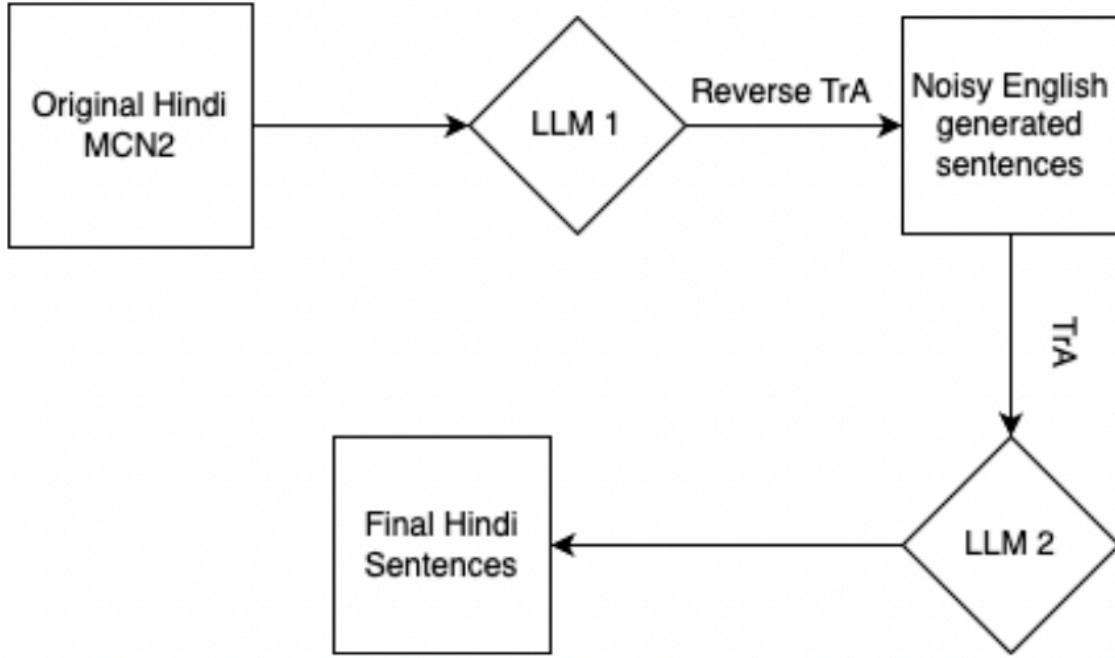 Original Hindi
MCN2
LLM 1
Reverse TrA
Noisy English
generated
sentences
TrA
LLM 2
Final Hindi
Sentences